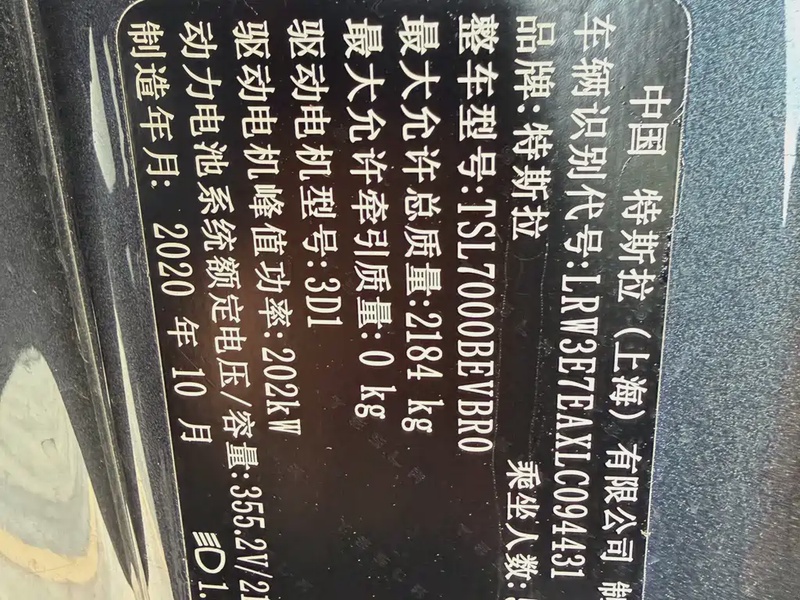 中国 特斯拉（上海）有限公司 制
车辆识别代号:LRW3E7EAXLC094431
品牌:特斯拉 乘坐人数:
整车型号:TSL7000BEVBR0
最大允许总质量:2184 kg
最大允许牵引质量:0 kg
驱动电机型号:3D1
驱动电机峰值功率:202kW
动力电池系统额定电压/容量:355.2V/
制造年月: 2020 年 10 月 1.